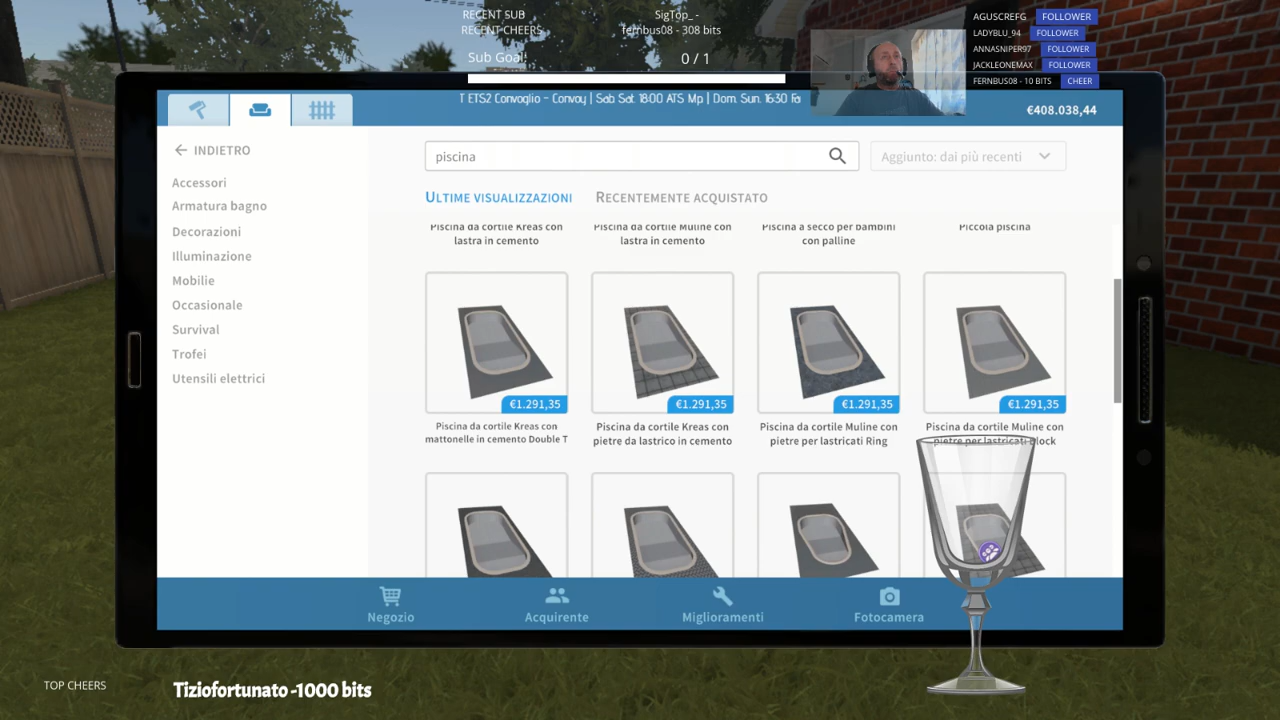 RECENT SUB
SigTop_ -
RECENT CHEERS
fernbus08 - 308 bits
Sub Goal:
0 / 1
AGUSCREFG FOLLOWER
LADYBLU_94 FOLLOWER
ANNASNIPER97 FOLLOWER
JACKLEONEMAX FOLLOWER
FERNBUS08 - 10 BITS CHEER
T ETS2 Convoglio - Convoy | Sab Sat. 18:00 ATS Mp | Dom. Sun. 16:30 Fa
€408.038,44
INDIETRO
piscina
Aggiunto: dai più recenti
Accessori
Armatura bagno
Decorazioni
Illuminazione
Mobilie
Occasionale
Survival
Trofei
Utensili elettrici
ULTIME VISUALIZZAZIONI
RECENTEMENTE ACQUISTATO
Piscina da cortile Kreas con
lastra in cemento
Piscina da cortile Muline con
lastra in cemento
Piscina a secco per bambini
con palline
Piccola piscina
€1.291,35
€1.291,35
€1.291,35
€1.291,35
Piscina da cortile Kreas con
mattonelle in cemento Double T
Piscina da cortile Kreas con
pietre da lastrico in cemento
Piscina da cortile Muline con
pietre per lastricati Ring
Piscina da cortile Muline con
pietre per lastricati Block
Negozio
Acquirente
Miglioramenti
Fotocamera
TOP CHEERS
Tiziofortunato -1000 bits